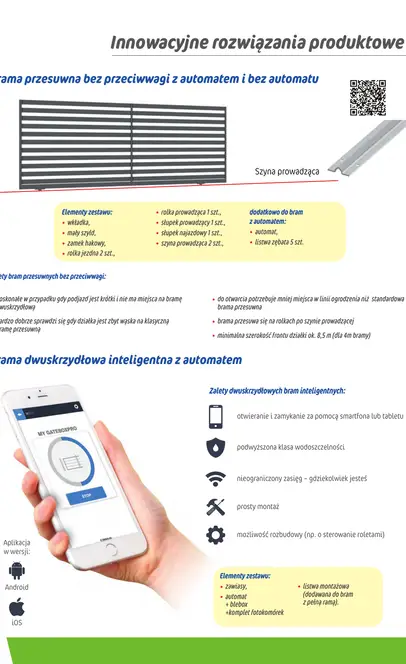 Innowacyjne rozwiązania produktowe
rama przesuwna bez przeciwwagi z automatem i bez automatu
Szyna prowadząca
Elementy zestawu:
• wkładka,
• mały szyld,
• zamek hakowy,
• rolka jezdna 2 szt.,
• rolka prowadząca 1 szt.,
• słupek prowadzący 1 szt.,
• słupek najazdowy 1 szt.,
• szyna prowadząca 2 szt.,
dodatkowo do bram
z automatem:
• automat,
• listwa zębata 5 szt.
ety bram przesuwnych bez przeciwwagi:
oskonałe w przypadku gdy podjazd jest krótki i nie ma miejsca na bramę
wuskrzydłową
ardzo dobrze sprawdzi się gdy działka jest zbyt wąska na klasyczną
ramę przesuwną
• do otwarcia potrzebuje mniej miejsca w linii ogrodzenia niż standardowa
brama przesuwna
• brama przesuwa się na rolkach po szynie prowadzącej
• minimalna szerokość frontu działki ok. 8,5 m (dla 4m bramy)
rama dwuskrzydłowa inteligentna z automatem
Zalety dwuskrzydłowych bram inteligentnych:
otwieranie i zamykanie za pomocą smartfona lub tabletu
podwyższona klasa wodoszczelności
nieograniczony zasięg – gdziekolwiek jesteś
prosty montaż
możliwość rozbudowy (np. o sterowanie roletami)
MY GATEBOXPRO
STOP
Aplikacja
w wersji:
Android
iOS
Elementy zestawu:
• zawiasy,
• automat
+ blebox
+komplet fotokomórek
• listwa montażowa
(dodawana do bram
z pełną ramą).